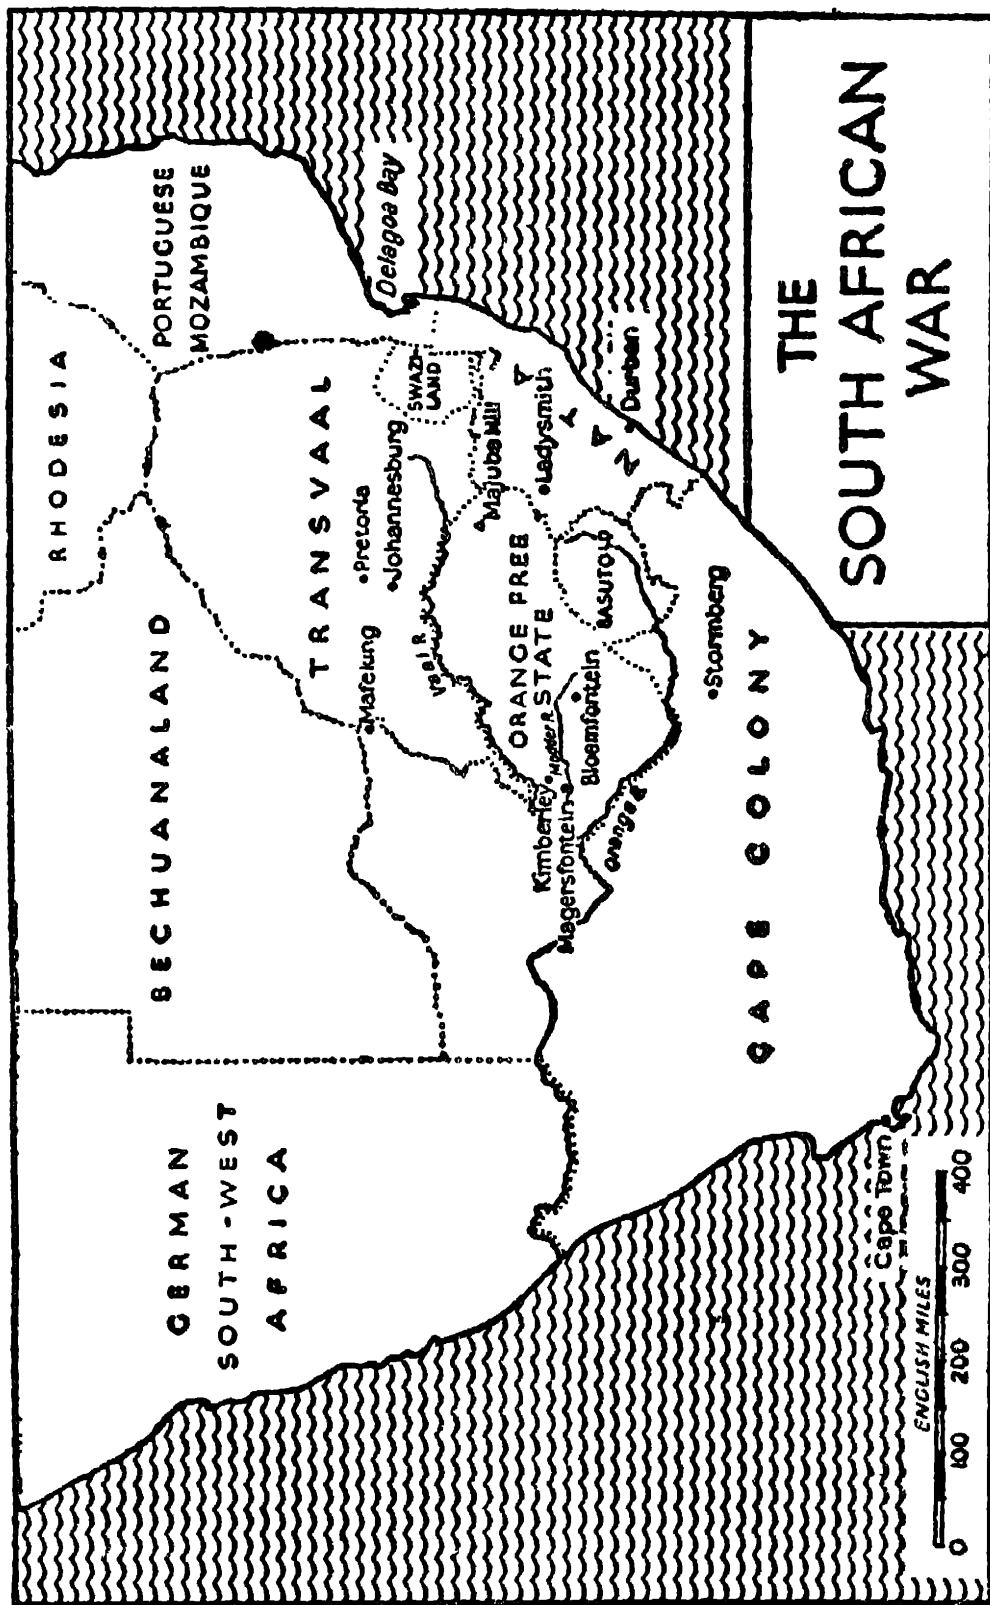 RHODESIA
PORTUGUESE
MOZAMBIQUE
BECHUANALAND
GERMAN
SOUTH-WEST
AFRICA
TRANSVAAL
Delagoa Bay
•Pretoria
•Johannesburg
•Mafeking
SWAZI
LAND
Vaal R
Majuba Hill
•Ladysmith
NATAL
Durban
ORANGE FREE
STATE
BASUTOLD
Kimberley•
Modder R
Magersfontein•
Bloemfontein
Orange R
•Stormberg
CAPE COLONY
Cape Town
THE
SOUTH AFRICAN
WAR
ENGLISH MILES
0 100 200 300 400